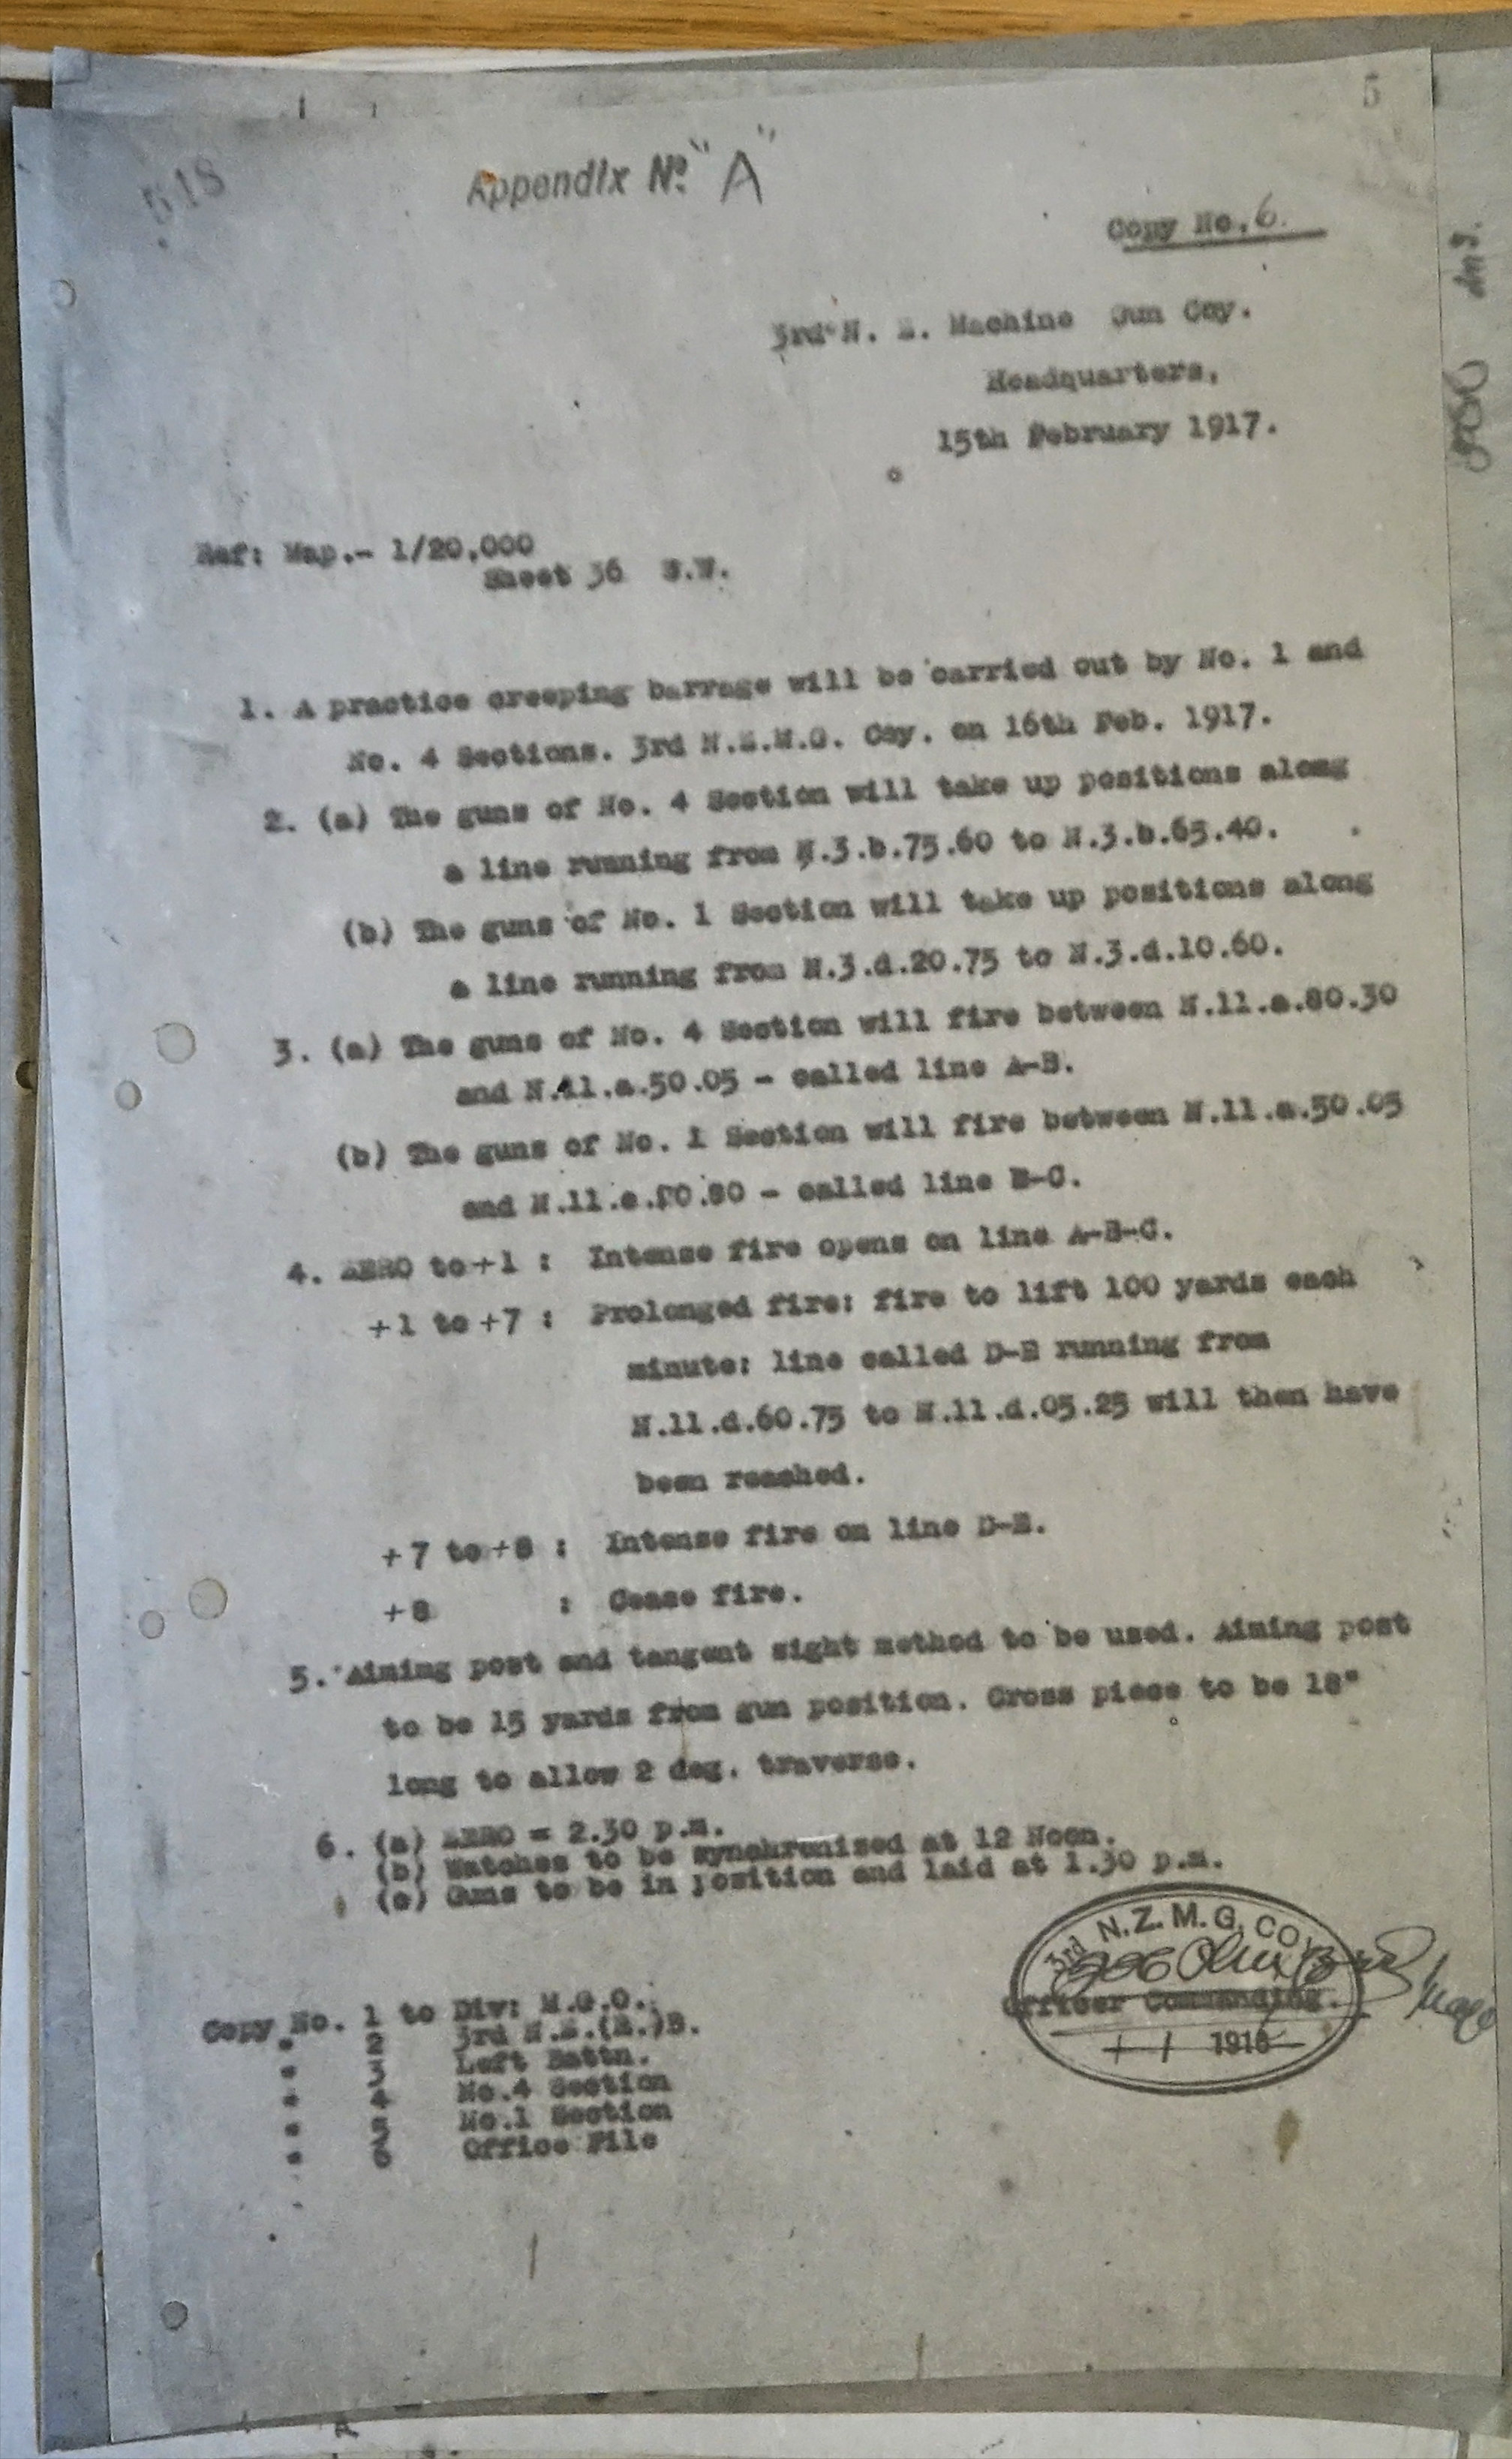 5
518
Appendix No. "A"
Copy No. 6.
3rd N. Z. Machine Gun Coy.
Headquarters,
15th February 1917.
Ref: Map.- 1/20,000
Sheet 36 S.W.
1. A practice creeping barrage will be carried out by No. 1 and
No. 4 Sections. 3rd N.Z.M.G. Coy. on 16th Feb. 1917.
2. (a) The guns of No. 4 Section will take up positions along
a line running from N.3.b.75.60 to N.3.b.65.40.
(b) The guns of No. 1 Section will take up positions along
a line running from N.3.d.20.75 to N.3.d.10.60.
3. (a) The guns of No. 4 Section will fire between N.11.a.80.30
and N.11.a.50.05 - called line A-B.
(b) The guns of No. 1 Section will fire between N.11.a.50.05
and - called line B-C.
4. ZERO to +1 : Intense fire opens on line A-B-C.
+1 to +7 : Prolonged fire: fire to lift 100 yards each
minute: line called D-E running from
N.11.d.60.75 to N.11.d.05.25 will then have
been reached.
+7 to +8 : Intense fire on line D-E.
+8 : Cease fire.
5. Aiming post and tangent sight method to be used. Aiming post
to be 15 yards from gun position. Cross piece to be 18"
long to allow 2 deg. traverse.
6. (a) ZERO = 2.30 p.m.
(b) Watches to be synchronized at 12 Noon.
(c) Guns to be in position and laid at 1.30 p.m.
3rd N.Z. M. G. COY.
Officer Commanding.
1916
Copy No. 1 to Div: M.G.O.
" 2 3rd N.Z.(R.)B.
" 3 Left Battn.
" 4 No.4 Section
" 5 No.1 Section
" 6 Office File